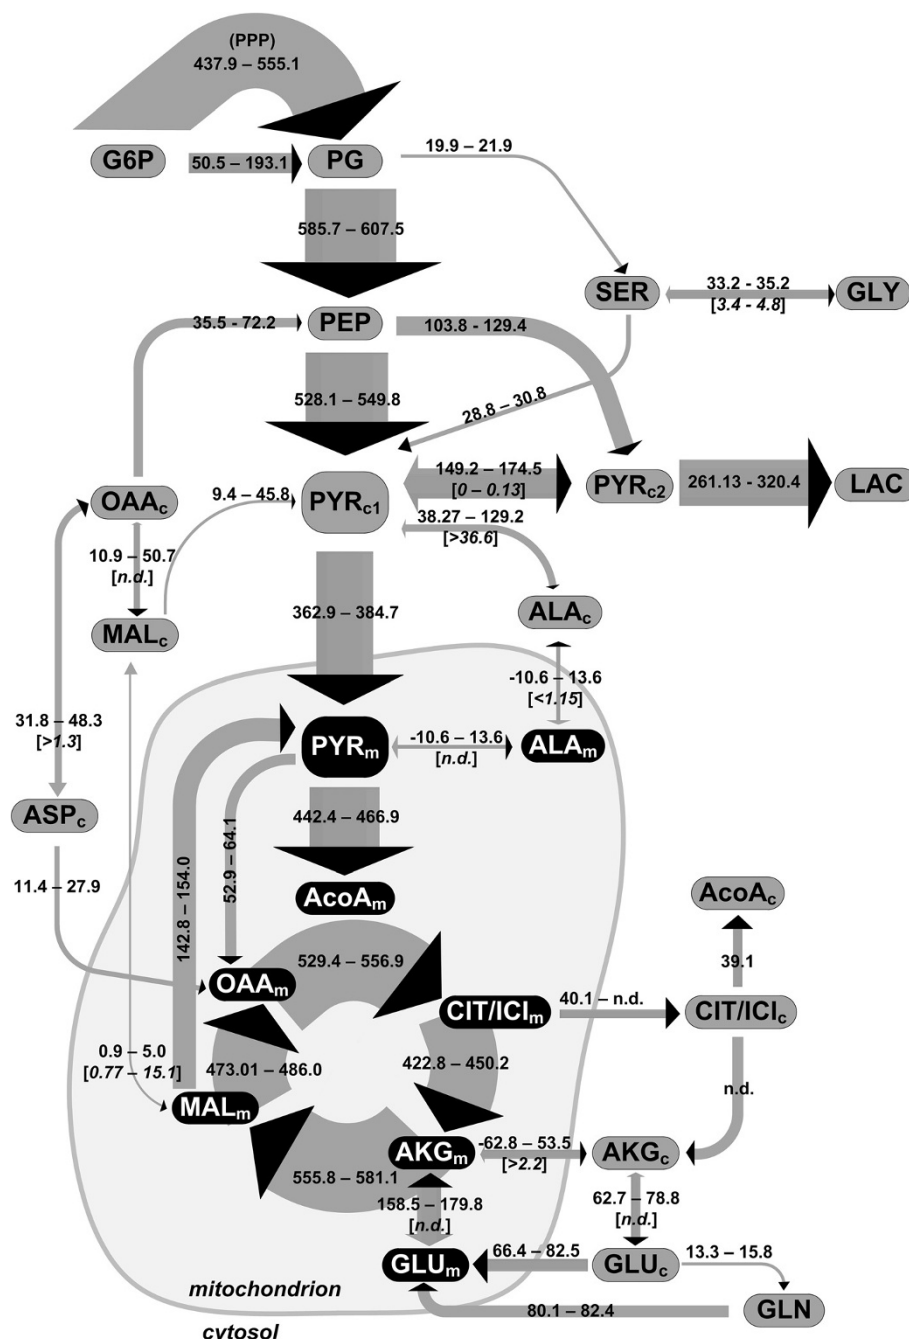 (PPP)
437.9 – 555.1
G6P
50.5 – 193.1
PG
19.9 – 21.9
585.7 – 607.5
SER
33.2 - 35.2
[3.4 - 4.8]
GLY
35.5 - 72.2
PEP
103.8 - 129.4
528.1 – 549.8
28.8 – 30.8
OAAc
9.4 – 45.8
PYRc1
149.2 – 174.5
[0 – 0.13]
PYRc2
261.13 - 320.4
LAC
38.27 – 129.2
[>36.6]
10.9 – 50.7
[n.d.]
MALc
362.9 – 384.7
ALAc
-10.6 – 13.6
[<1.15]
31.8 – 48.3
[>1.3]
PYRm
-10.6 – 13.6
[n.d.]
ALAm
ASPc
442.4 – 466.9
52.9 – 64.1
142.8 – 154.0
11.4 – 27.9
AcoAm
AcoAc
529.4 – 556.9
39.1
OAAm
CIT/ICIm
40.1 – n.d.
CIT/ICIc
0.9 – 5.0
[0.77 – 15.1]
473.01 – 486.0
422.8 – 450.2
n.d.
MALm
AKGm
-62.8 – 53.5
[>2.2]
AKGc
555.8 – 581.1
158.5 – 179.8
[n.d.]
62.7 – 78.8
[n.d.]
GLUm
66.4 – 82.5
GLUc
13.3 – 15.8
mitochondrion
80.1 – 82.4
GLN
cytosol